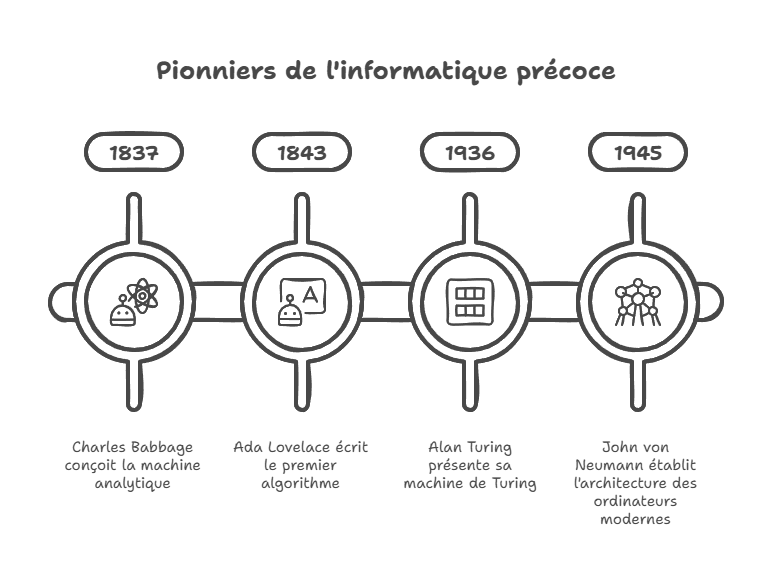 Pionniers de l'informatique précoce
1837
1843
1936
1945
A
Charles Babbage
conçoit la machine
analytique
Ada Lovelace écrit
le premier
algorithme
Alan Turing
présente sa
machine de Turing
John von
Neumann établit
l'architecture des
ordinateurs
modernes